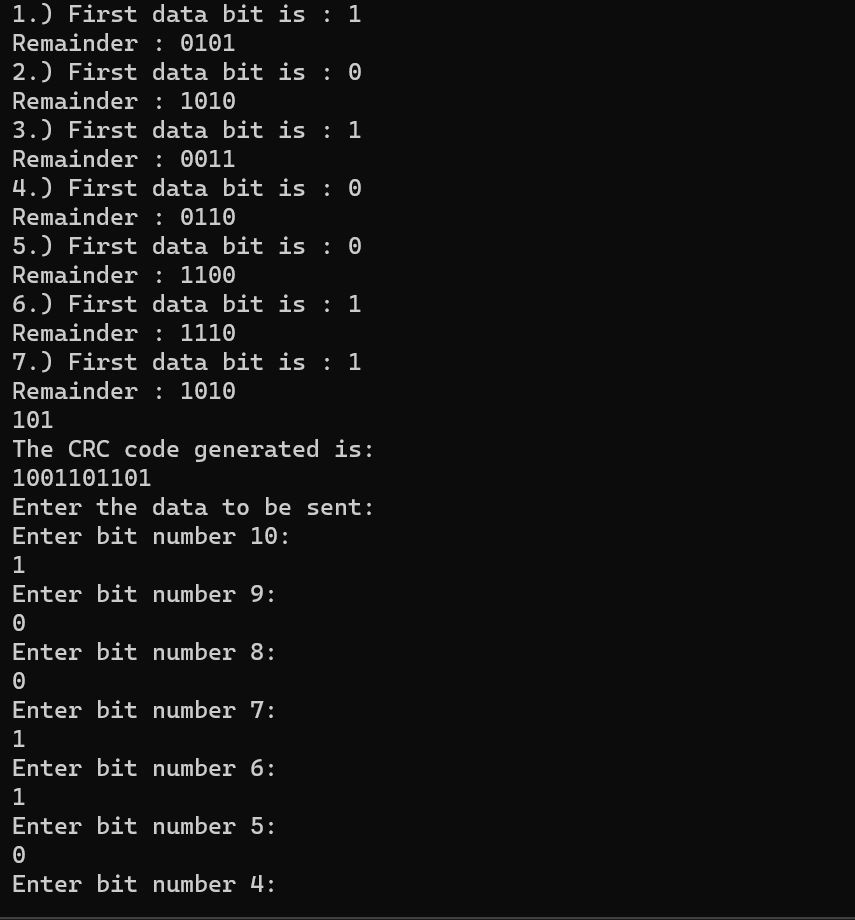 1.) First data bit is : 1
Remainder : 0101
2.) First data bit is : 0
Remainder : 1010
3.) First data bit is : 1
Remainder : 0011
4.) First data bit is : 0
Remainder : 0110
5.) First data bit is : 0
Remainder : 1100
6.) First data bit is : 1
Remainder : 1110
7.) First data bit is : 1
Remainder : 1010
101
The CRC code generated is:
1001101101
Enter the data to be sent:
Enter bit number 10:
1
Enter bit number 9:
0
Enter bit number 8:
0
Enter bit number 7:
1
Enter bit number 6:
1
Enter bit number 5:
0
Enter bit number 4: